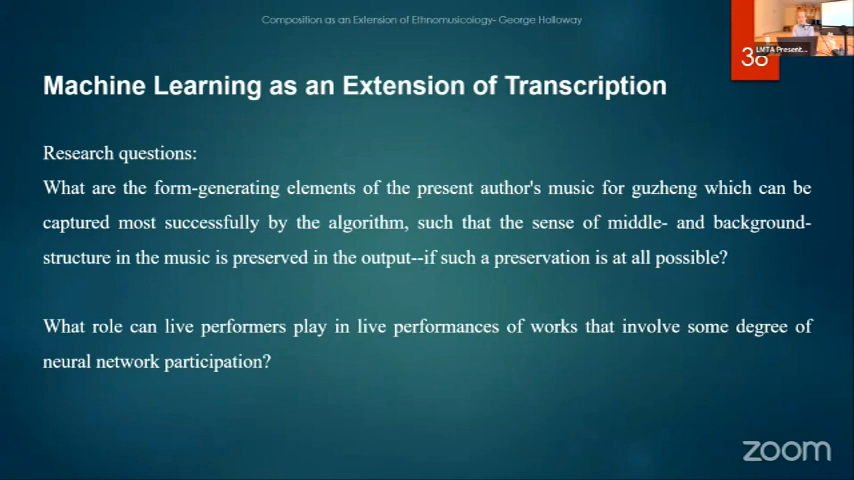 Composition as an Extension of Ethnomusicology- George Holloway
38
LMTA Present...
Machine Learning as an Extension of Transcription
Research questions:
What are the form-generating elements of the present author's music for guzheng which can be
captured most successfully by the algorithm, such that the sense of middle- and background-
structure in the music is preserved in the output--if such a preservation is at all possible?
What role can live performers play in live performances of works that involve some degree of
neural network participation?
zoom